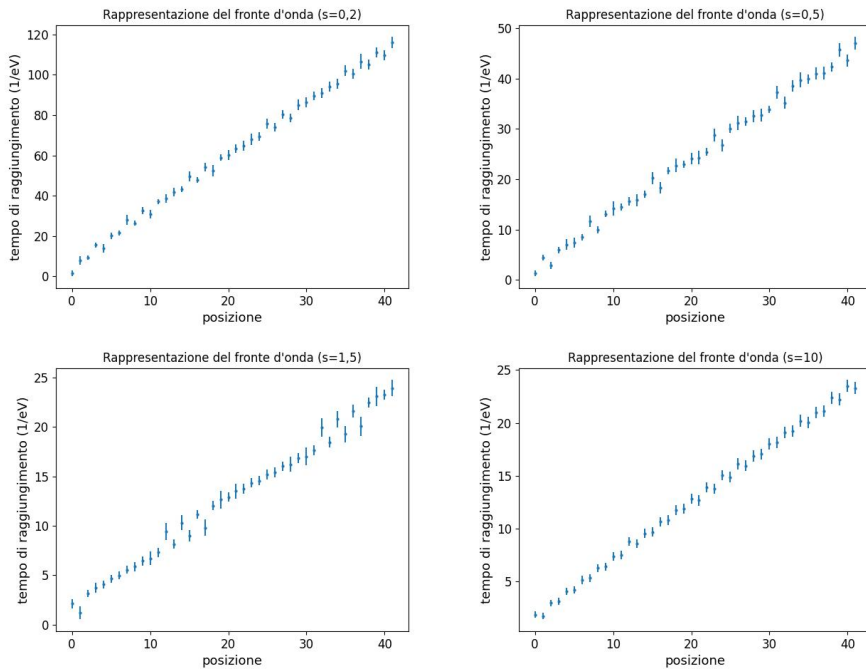 Rappresentazione del fronte d'onda (s=0,2)
tempo di raggiungimento (1/eV)
120
100
80
60
40
20
0
0 10 20 30 40
posizione
Rappresentazione del fronte d'onda (s=0,5)
tempo di raggiungimento (1/eV)
50
40
30
20
10
0
0 10 20 30 40
posizione
Rappresentazione del fronte d'onda (s=1,5)
tempo di raggiungimento (1/eV)
25
20
15
10
5
0
0 10 20 30 40
posizione
Rappresentazione del fronte d'onda (s=10)
tempo di raggiungimento (1/eV)
25
20
15
10
5
0 10 20 30 40
posizione